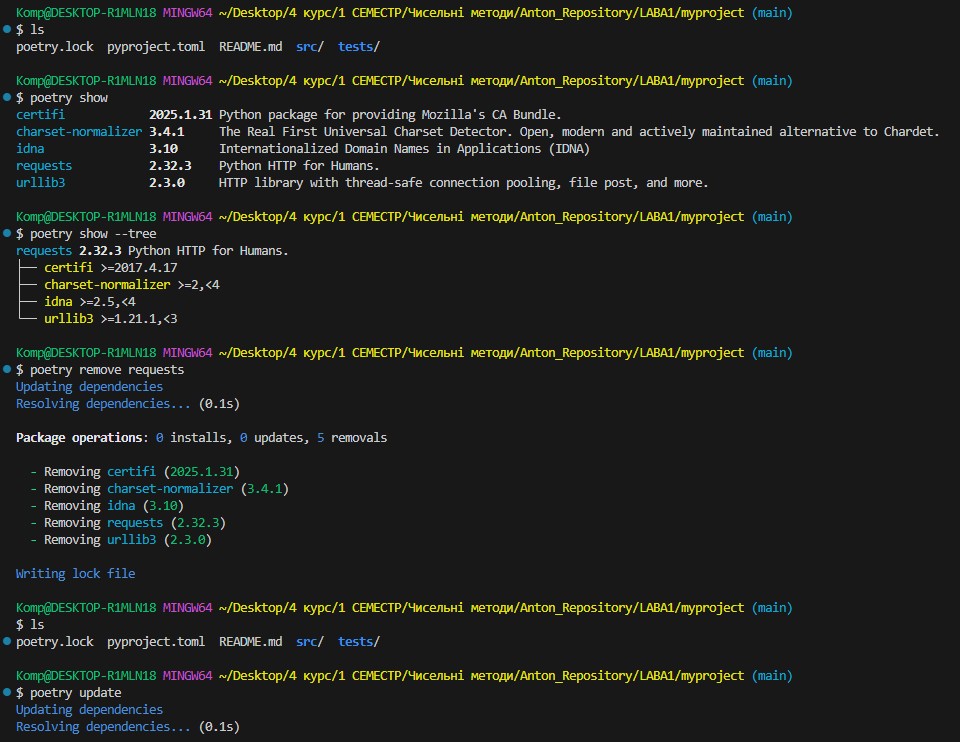 Komp@DESKTOP-R1MLN18 MINGW64 ~/Desktop/4 курс/1 СЕМЕСТР/Чисельні методи/Anton_Repository/LABA1/myproject (main)
$ ls
poetry.lock  pyproject.toml  README.md  src/  tests/
Komp@DESKTOP-R1MLN18 MINGW64 ~/Desktop/4 курс/1 СЕМЕСТР/Чисельні методи/Anton_Repository/LABA1/myproject (main)
$ poetry show
certifi            2025.1.31 Python package for providing Mozilla's CA Bundle.
charset-normalizer 3.4.1     The Real First Universal Charset Detector. Open, modern and actively maintained alternative to Chardet.
idna               3.10      Internationalized Domain Names in Applications (IDNA)
requests           2.32.3    Python HTTP for Humans.
urllib3            2.3.0     HTTP library with thread-safe connection pooling, file post, and more.
Komp@DESKTOP-R1MLN18 MINGW64 ~/Desktop/4 курс/1 СЕМЕСТР/Чисельні методи/Anton_Repository/LABA1/myproject (main)
$ poetry show --tree
requests 2.32.3 Python HTTP for Humans.
├── certifi >=2017.4.17
├── charset-normalizer >=2,<4
├── idna >=2.5,<4
└── urllib3 >=1.21.1,<3
Komp@DESKTOP-R1MLN18 MINGW64 ~/Desktop/4 курс/1 СЕМЕСТР/Чисельні методи/Anton_Repository/LABA1/myproject (main)
$ poetry remove requests
Updating dependencies
Resolving dependencies... (0.1s)
Package operations: 0 installs, 0 updates, 5 removals
  - Removing certifi (2025.1.31)
  - Removing charset-normalizer (3.4.1)
  - Removing idna (3.10)
  - Removing requests (2.32.3)
  - Removing urllib3 (2.3.0)
Writing lock file
Komp@DESKTOP-R1MLN18 MINGW64 ~/Desktop/4 курс/1 СЕМЕСТР/Чисельні методи/Anton_Repository/LABA1/myproject (main)
$ ls
poetry.lock  pyproject.toml  README.md  src/  tests/
Komp@DESKTOP-R1MLN18 MINGW64 ~/Desktop/4 курс/1 СЕМЕСТР/Чисельні методи/Anton_Repository/LABA1/myproject (main)
$ poetry update
Updating dependencies
Resolving dependencies... (0.1s)